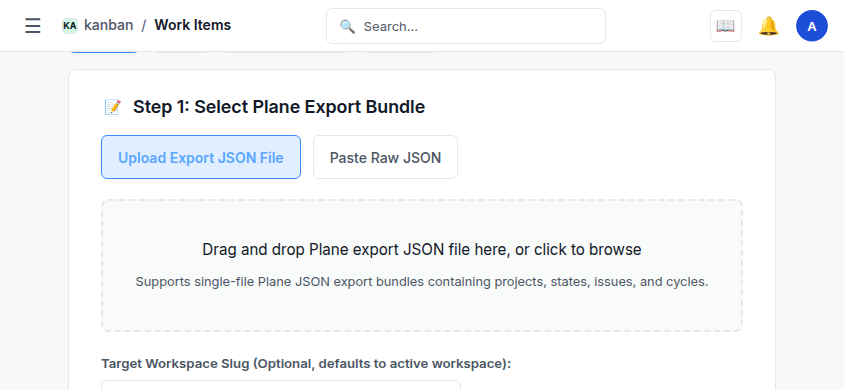 KA kanban / Work Items
Search...
A
Step 1: Select Plane Export Bundle
Upload Export JSON File
Paste Raw JSON
Drag and drop Plane export JSON file here, or click to browse
Supports single-file Plane JSON export bundles containing projects, states, issues, and cycles.
Target Workspace Slug (Optional, defaults to active workspace):